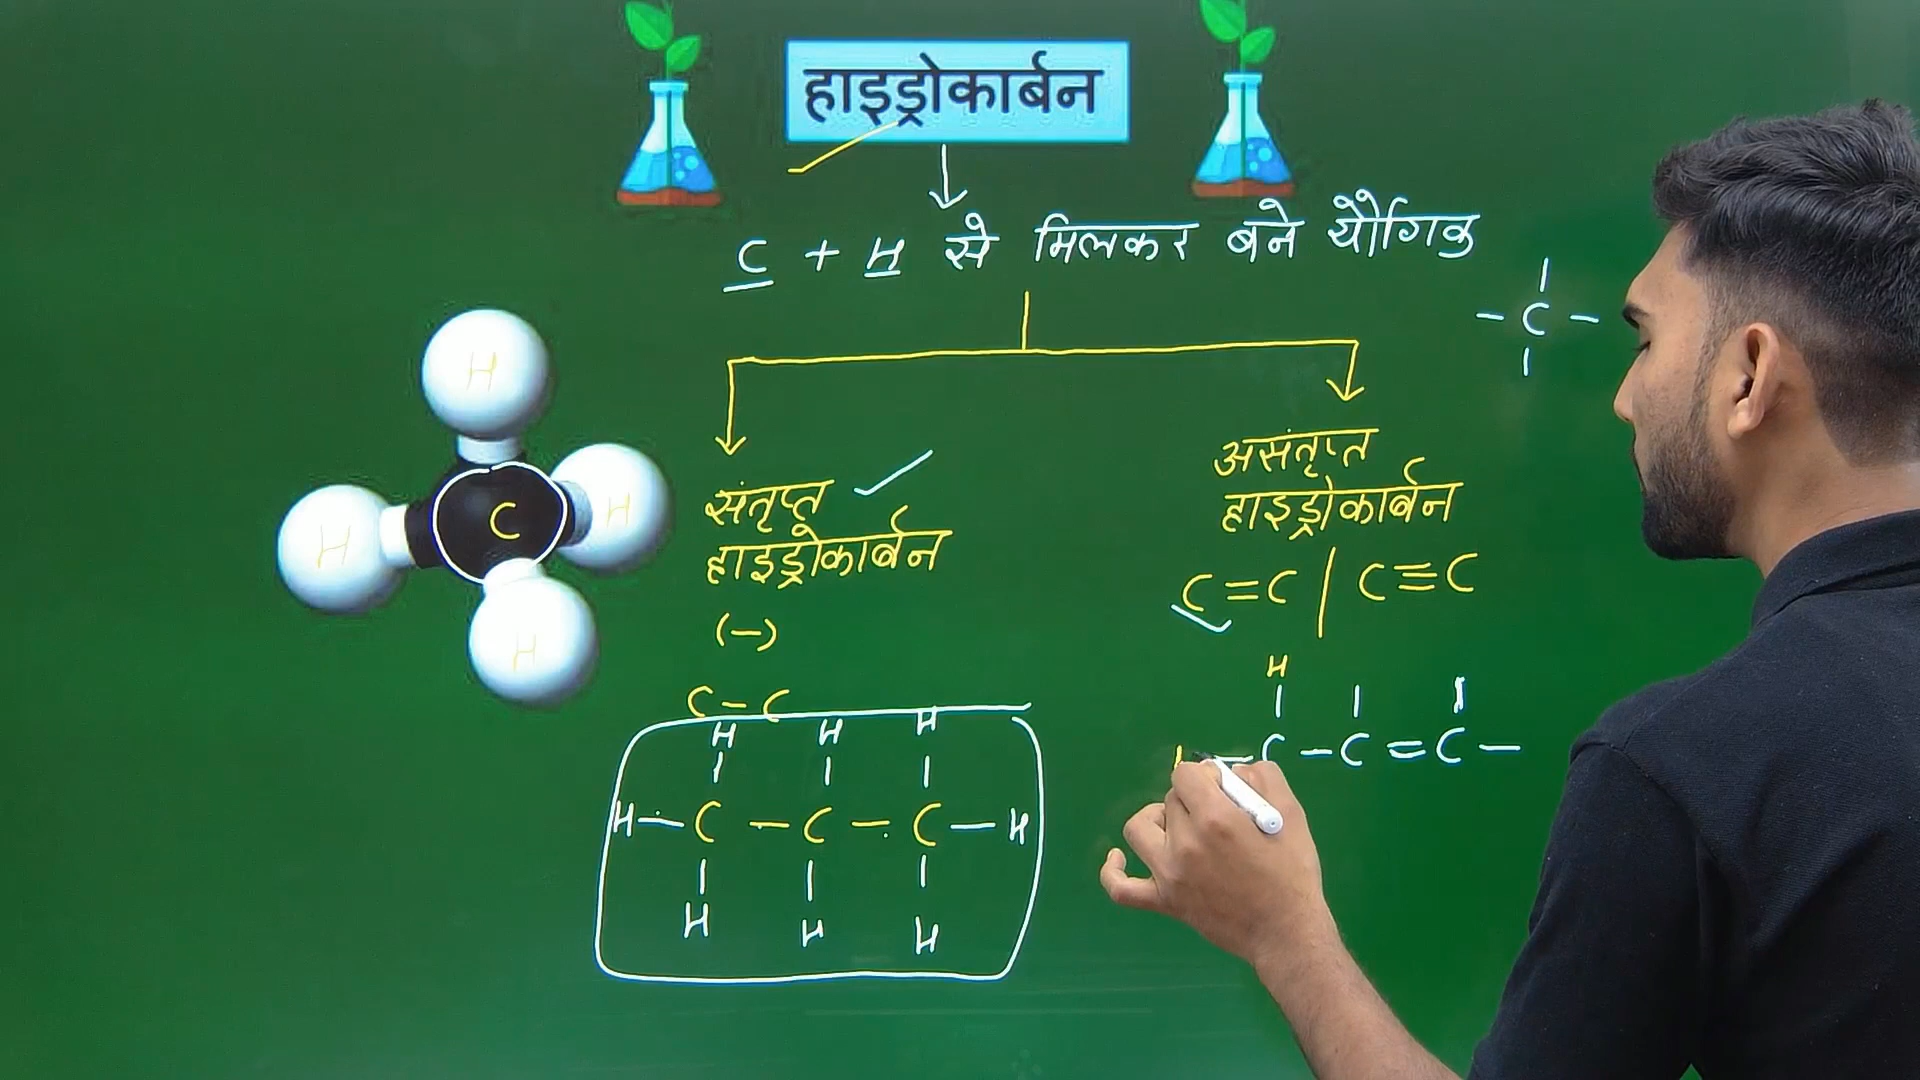 हाइड्रोकार्बन
C + H से मिलकर बने यौगिक
- C -
H
H C H
H
संतृप्त
हाइड्रोकार्बन
(-)
C - C
H H H
H - C - C - C - H
H H H
असंतृप्त
हाइड्रोकार्बन
C = C | C ≡ C
H
- C - C = C -